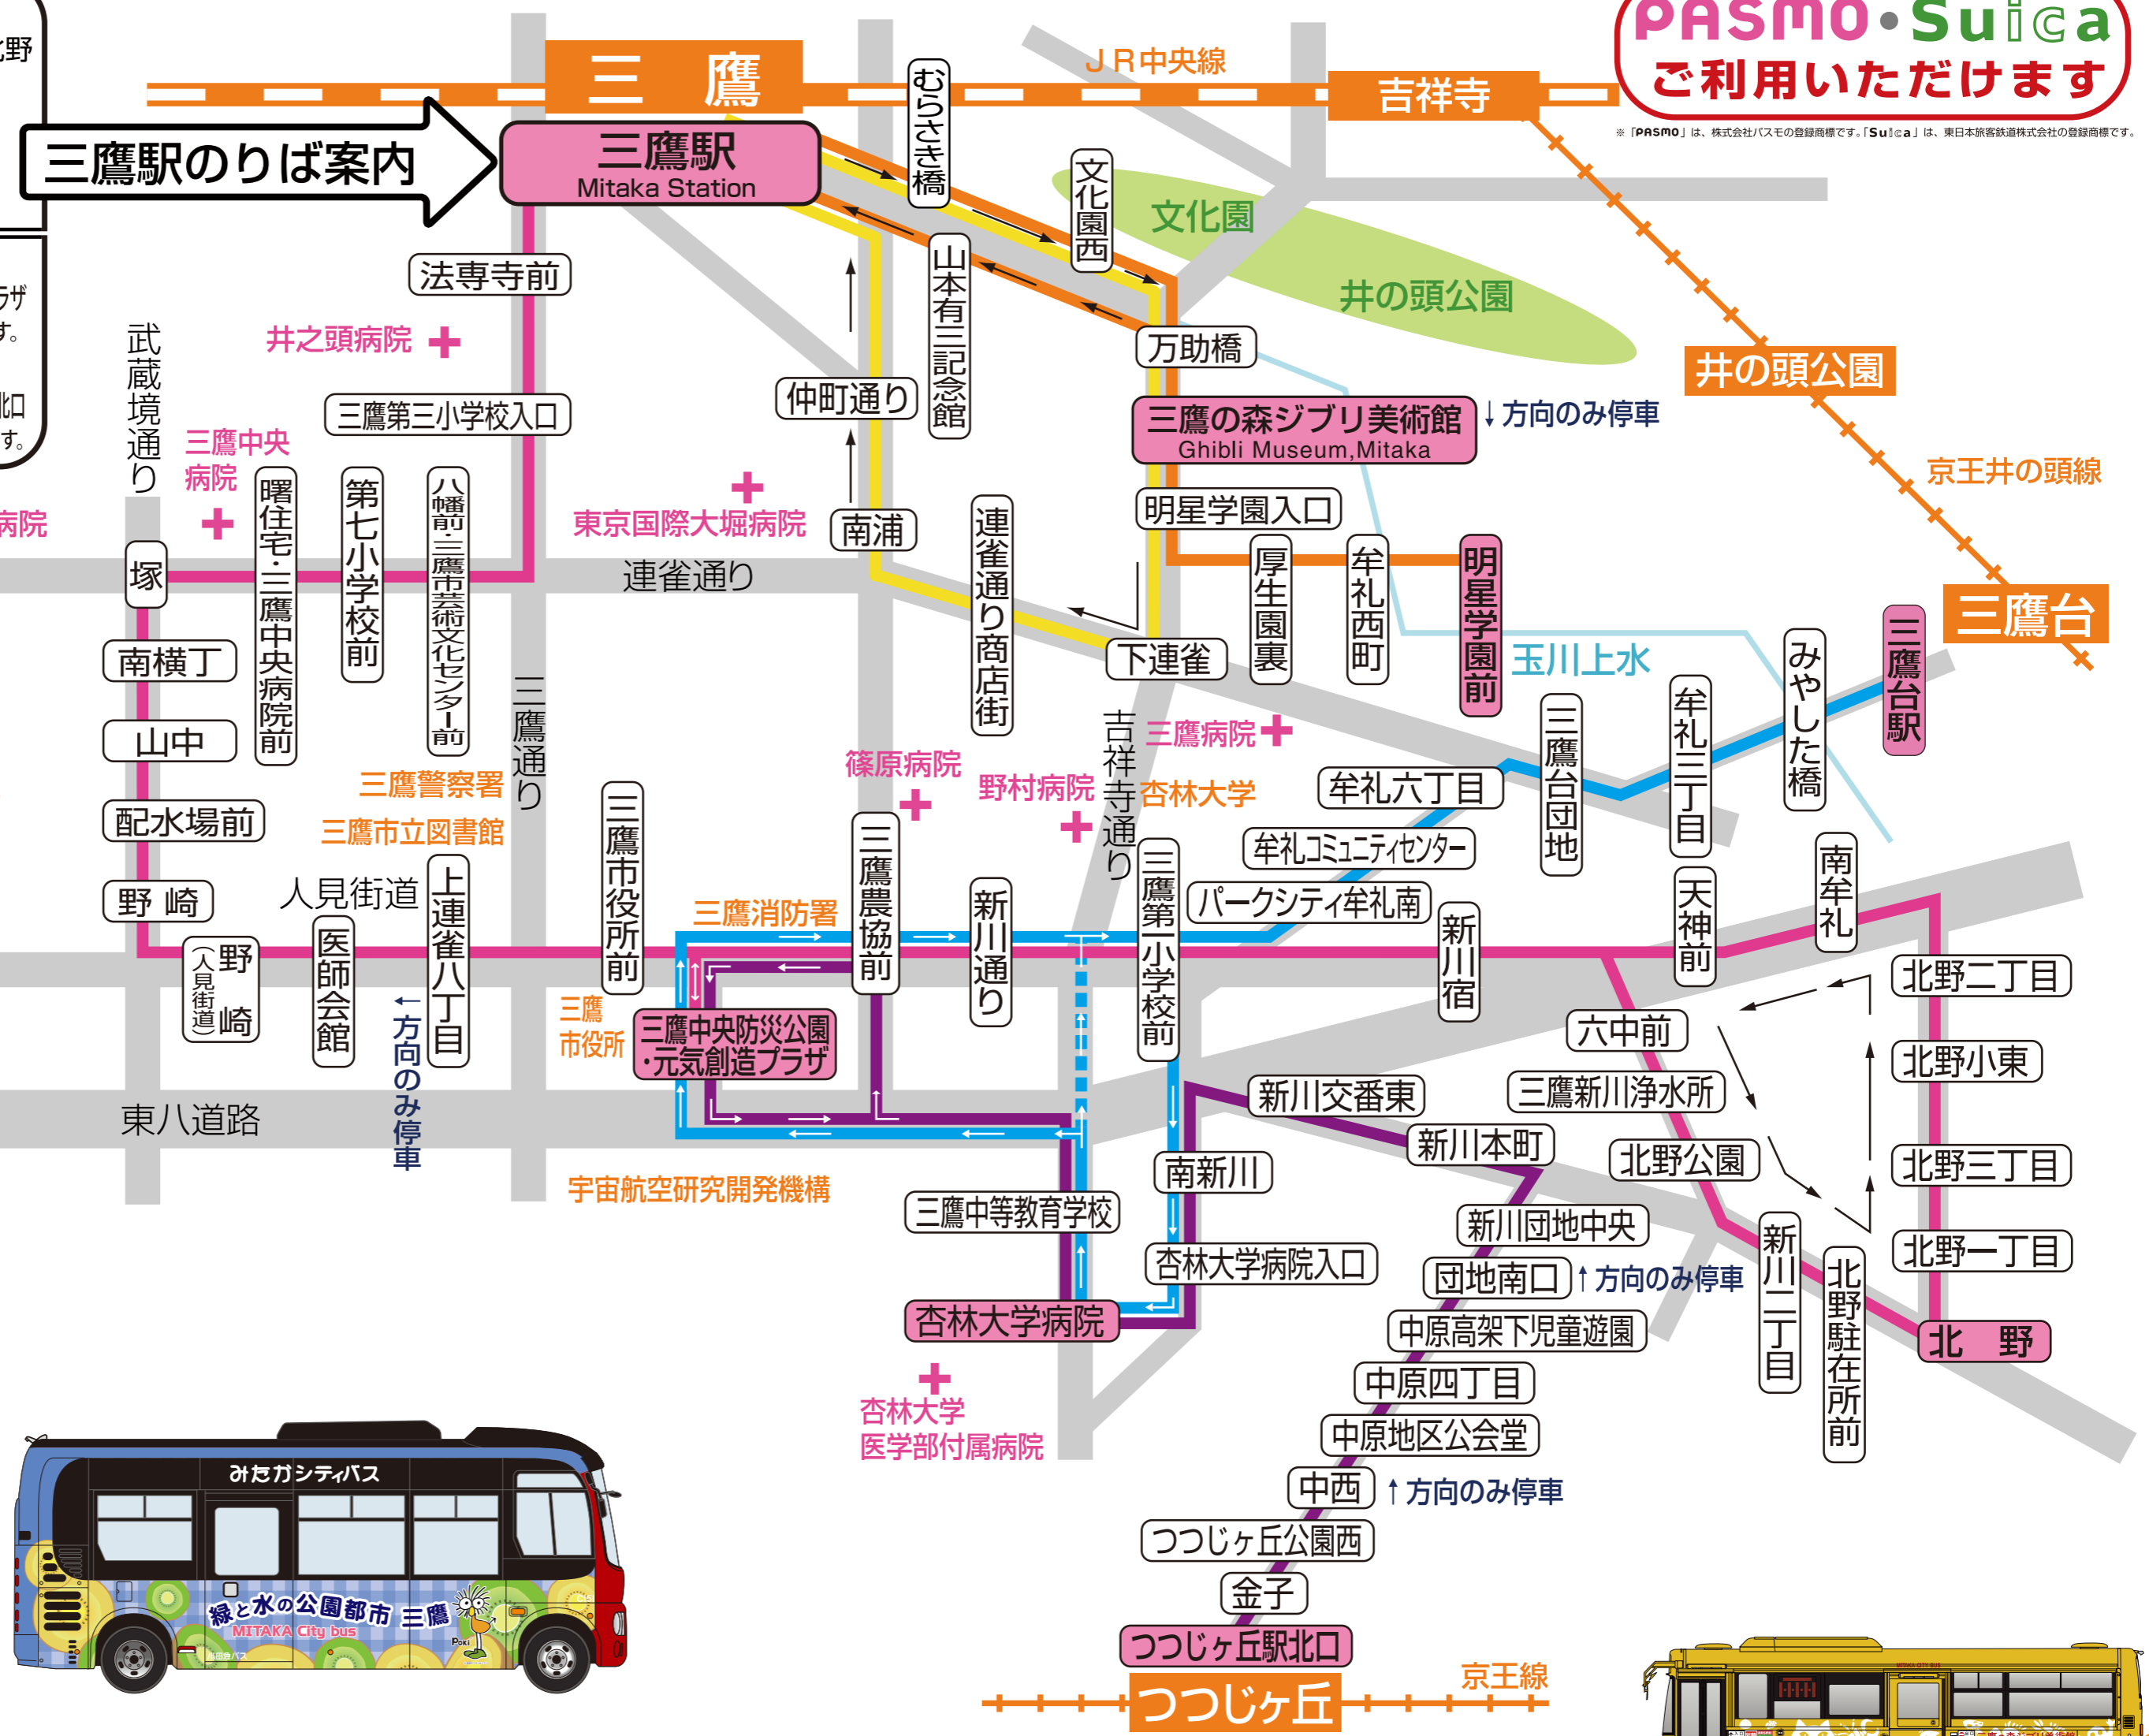 北野
ラザ
す。
北口
す。
病院
PASMO・Suica
ご利用いただけます
※「PASMO」は、株式会社パスモの登録商標です。「Suica」は、東日本旅客鉄道株式会社の登録商標です。
三鷹
JR中央線
吉祥寺
三鷹駅のりば案内
三鷹駅
Mitaka Station
むらさき橋
文化園西
文化園
井の頭公園
山本有三記念館
法専寺前
井之頭病院
三鷹第三小学校入口
仲町通り
万助橋
三鷹の森ジブリ美術館
Ghibli Museum,Mitaka
↓方向のみ停車
井の頭公園
京王井の頭線
武蔵境通り
三鷹中央
病院
曙住宅・三鷹中央病院前
第七小学校前
八幡前・三鷹市芸術文化センター前
東京国際大堀病院
南浦
連雀通り商店街
明星学園入口
厚生園裏
牟礼西町
明星学園前
塚
連雀通り
下連雀
玉川上水
みやした橋
三鷹台駅
三鷹台
南横丁
山中
配水場前
野崎
三鷹通り
三鷹警察署
三鷹市立図書館
篠原病院
野村病院
吉祥寺通り
三鷹病院
杏林大学
牟礼六丁目
三鷹台団地
牟礼二丁目
牟礼コミュニティセンター
パークシティ牟礼南
南牟礼
天神前
人見街道
野崎
(人見街道)
医師会館
上連雀八丁目
←方向のみ停車
三鷹市役所前
三鷹消防署
三鷹農協前
新川通り
三鷹第一小学校前
新川宿
三鷹
市役所
三鷹中央防災公園
・元気創造プラザ
北野二丁目
六中前
北野小東
三鷹新川浄水所
新川交番東
新川本町
北野公園
北野三丁目
東八道路
南新川
宇宙航空研究開発機構
三鷹中等教育学校
新川団地中央
北野一丁目
杏林大学病院入口
団地南口
↑方向のみ停車
新川二丁目
北野駐在所前
北野
杏林大学病院
中原高架下児童遊園
中原四丁目
杏林大学
医学部付属病院
中原地区公会堂
中西
↑方向のみ停車
つつじヶ丘公園西
金子
つつじヶ丘駅北口
京王線
つつじヶ丘
みたかシティバス
緑と水の公園都市 三鷹
MITAKA City bus
POKI
小田急バス
MITAKA CITY BUS